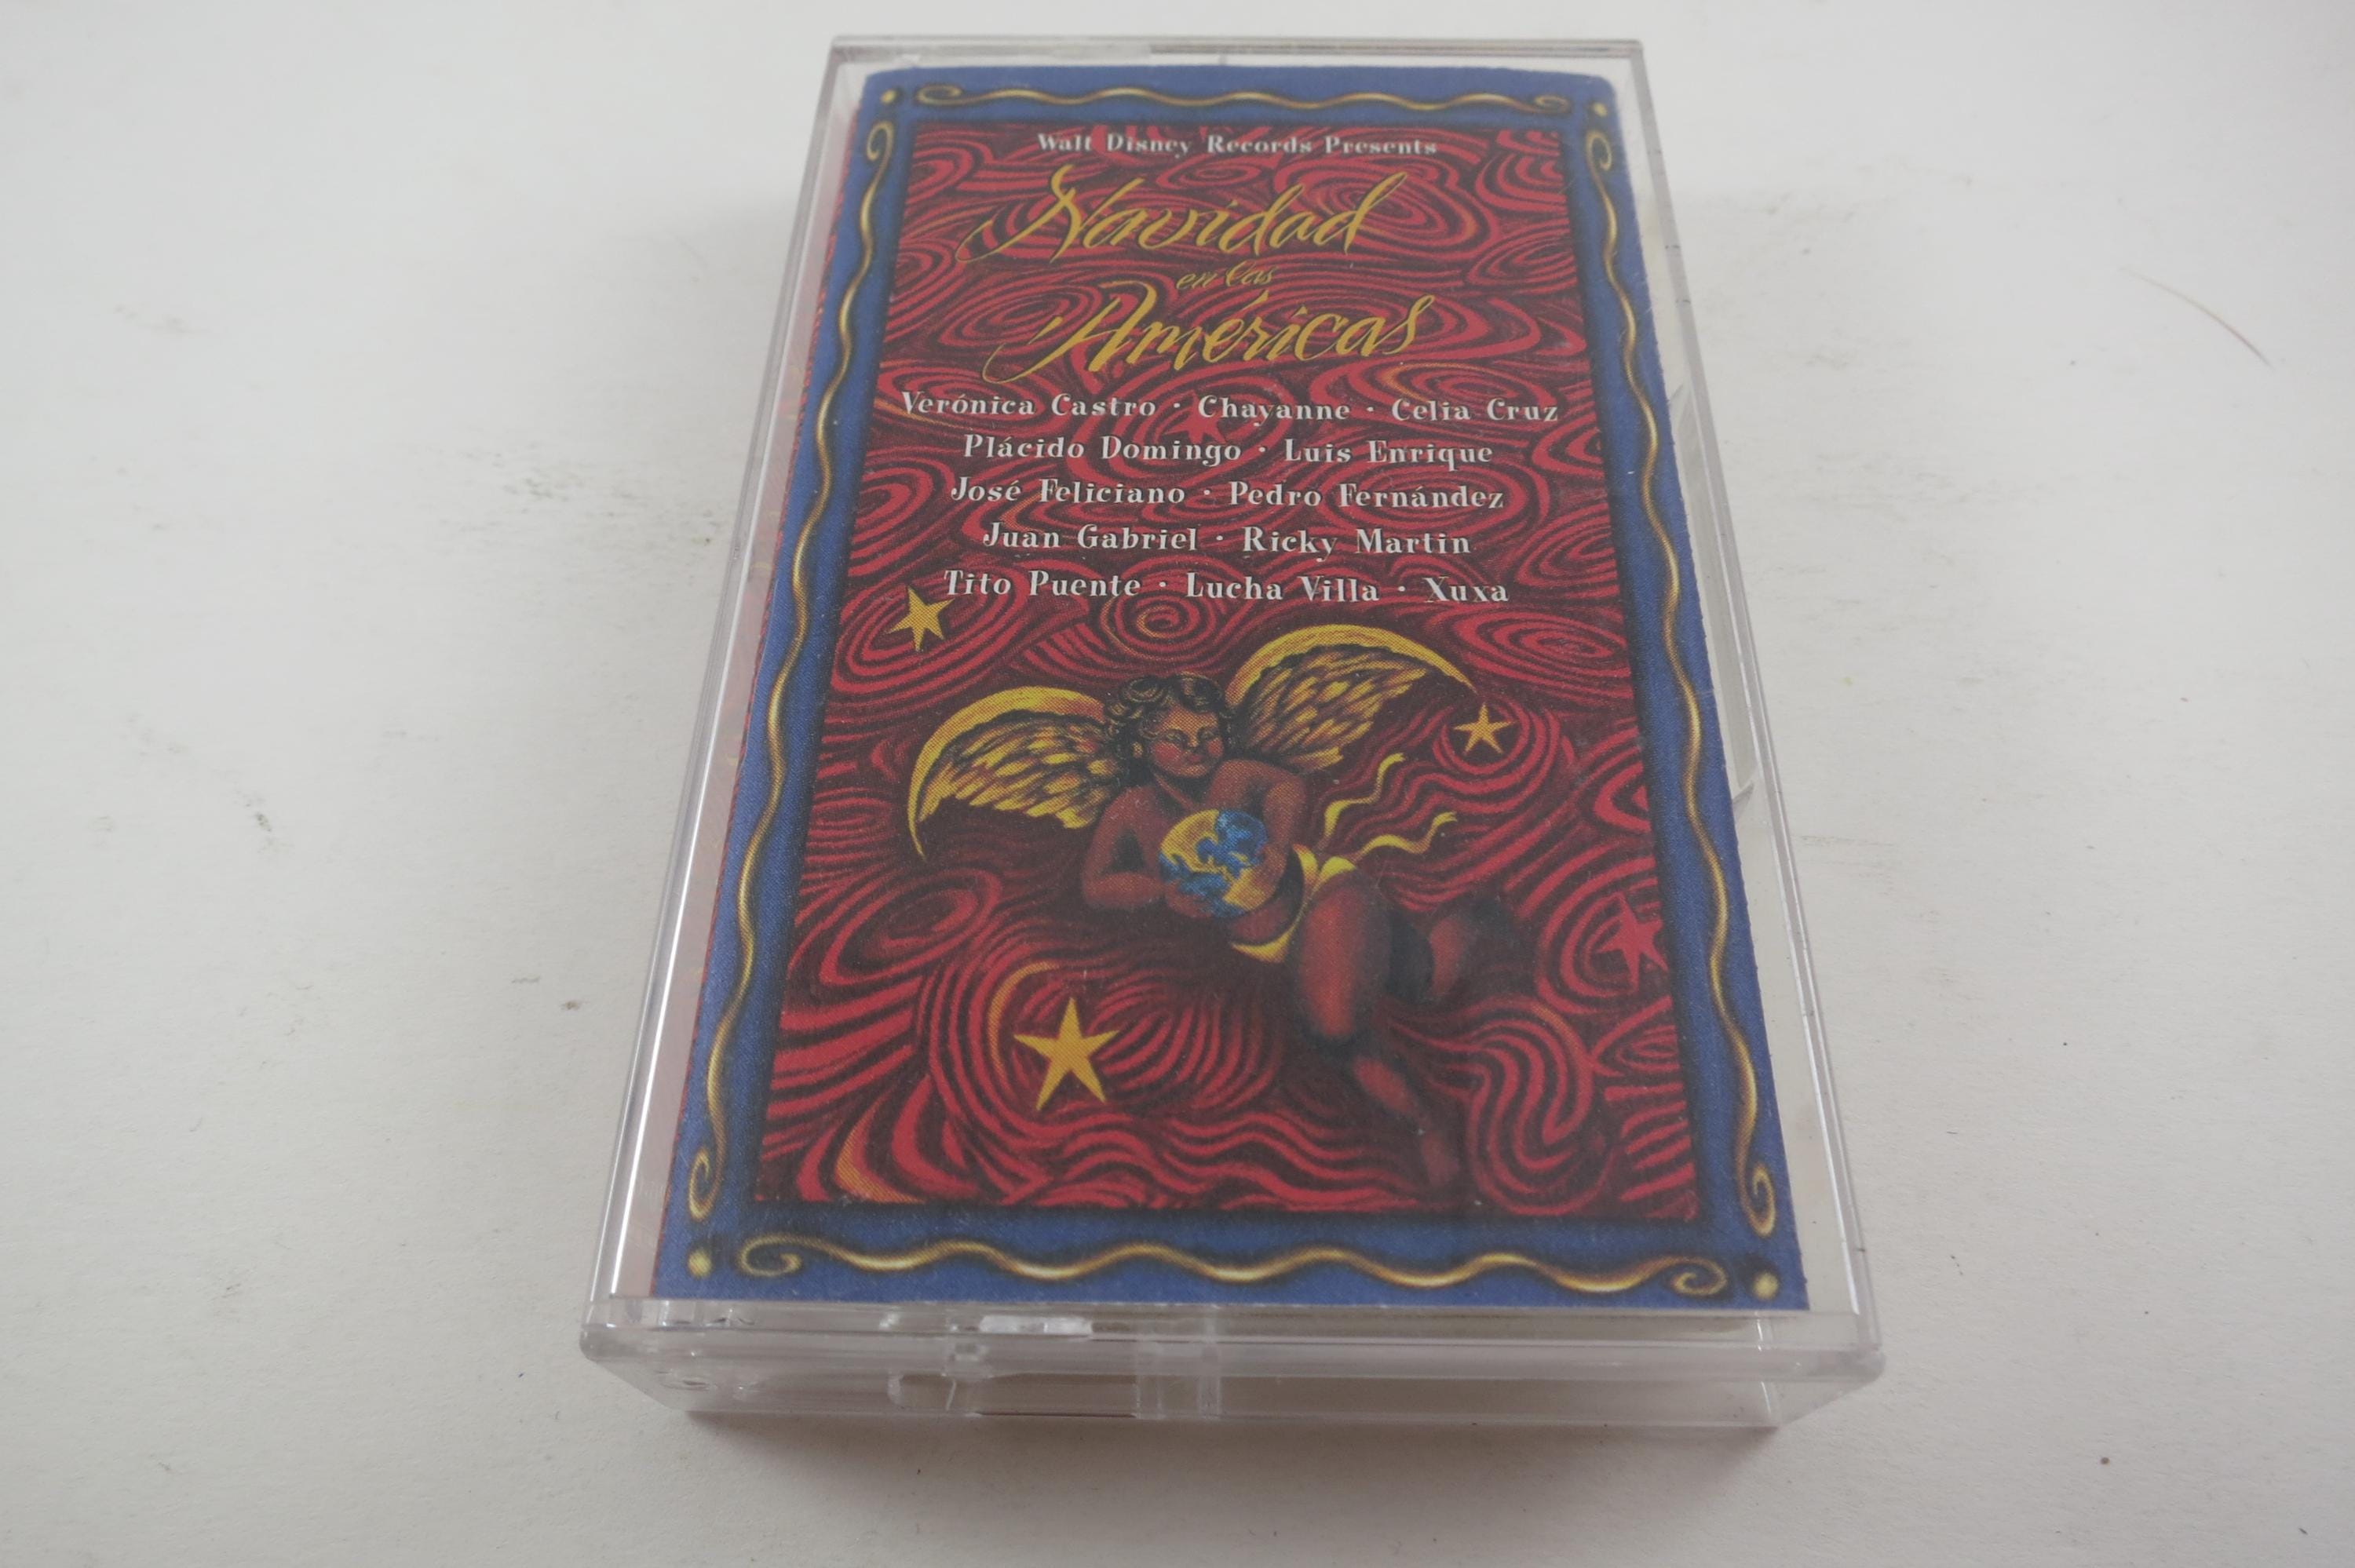 Walt Disney Records Presents
Navidad
en las
Américas
Verónica Castro · Chayanne · Celia Cruz
Plácido Domingo · Luis Enrique
José Feliciano · Pedro Fernández
Juan Gabriel · Ricky Martin
Tito Puente · Lucha Villa · Xuxa